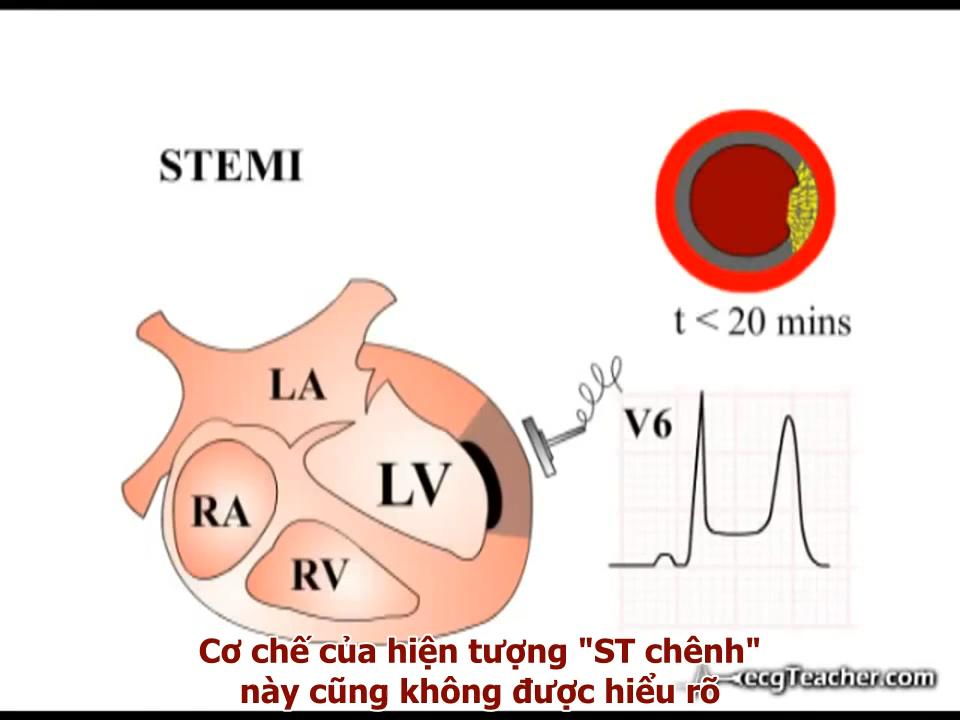 STEMI
t < 20 mins
LA
V6
LV
RA
RV
Cơ chế của hiện tượng "ST chênh"
này cũng không được hiểu rõ
ecgTeacher.com